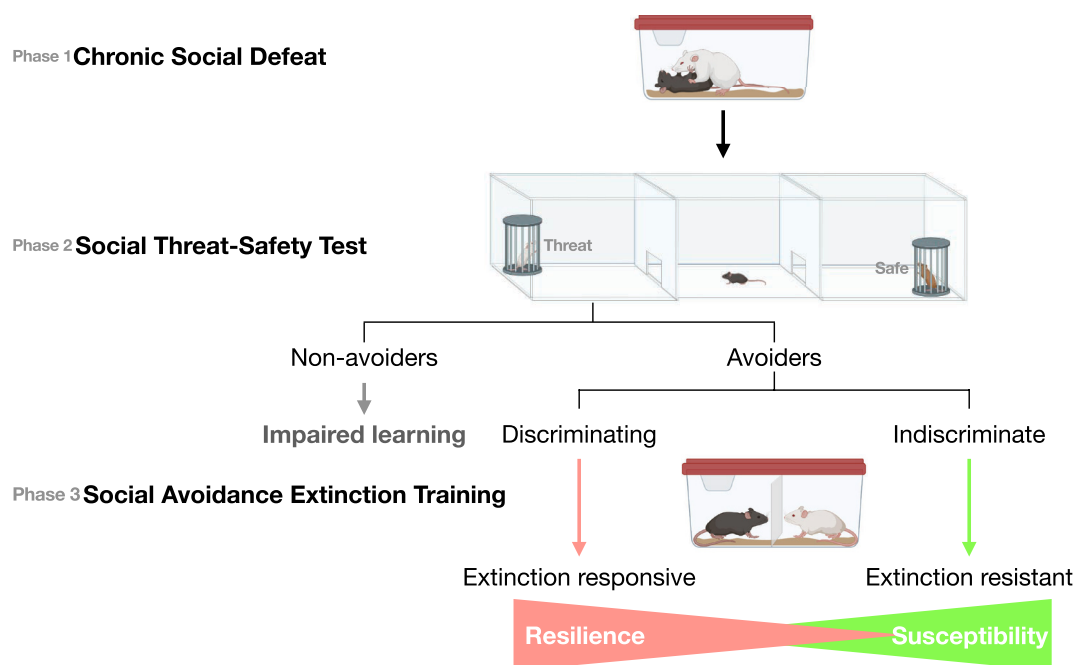 Phase 1 Chronic Social Defeat
Phase 2 Social Threat-Safety Test
Threat
Safe
Non-avoiders
Avoiders
Impaired learning
Discriminating
Indiscriminate
Phase 3 Social Avoidance Extinction Training
Extinction responsive
Extinction resistant
Resilience
Susceptibility